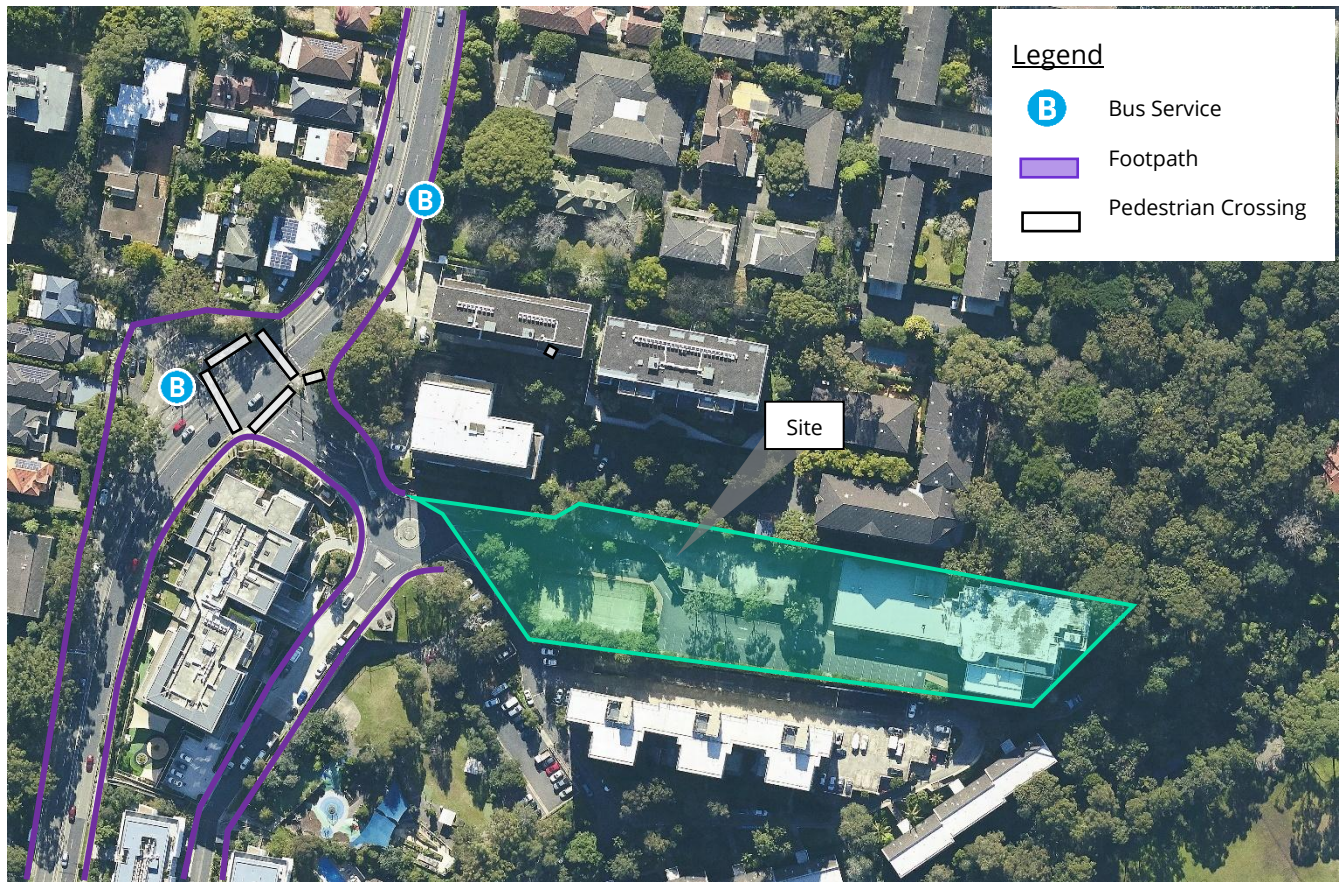 Legend
B Bus Service
Footpath
Pedestrian Crossing
B
B
Site